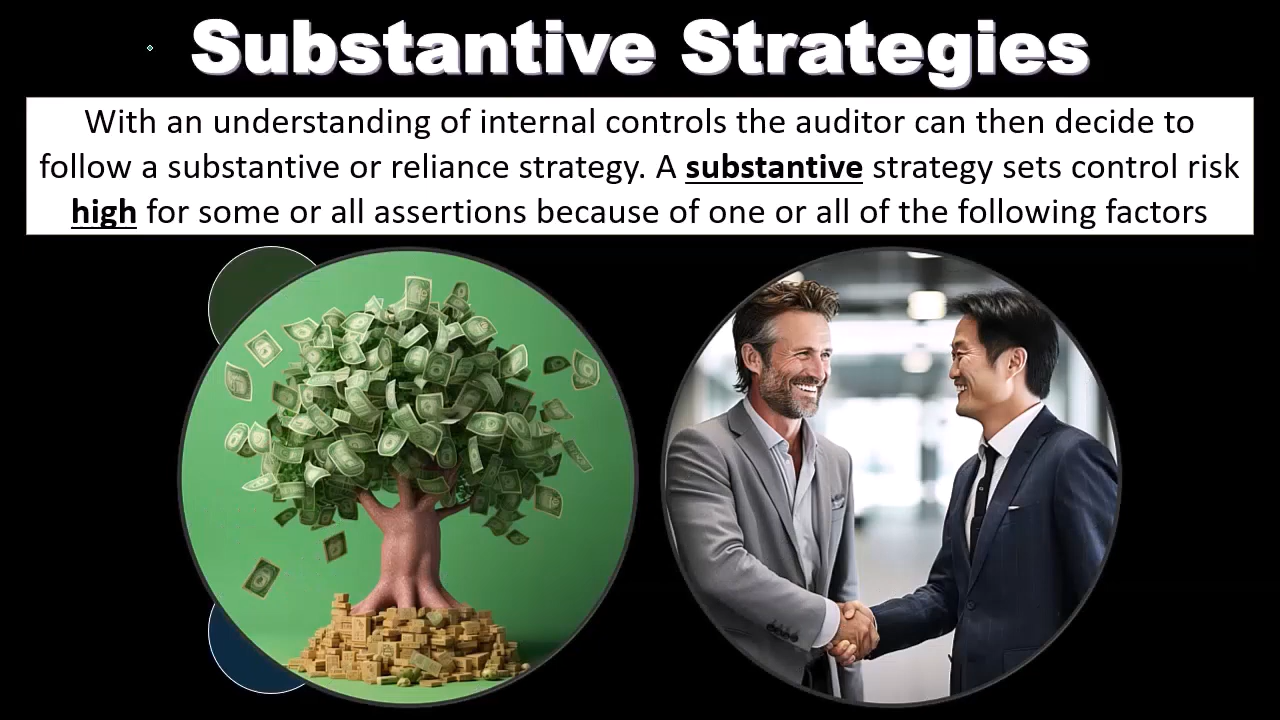 Substantive Strategies
With an understanding of internal controls the auditor can then decide to
follow a substantive or reliance strategy. A substantive strategy sets control risk
high for some or all assertions because of one or all of the following factors